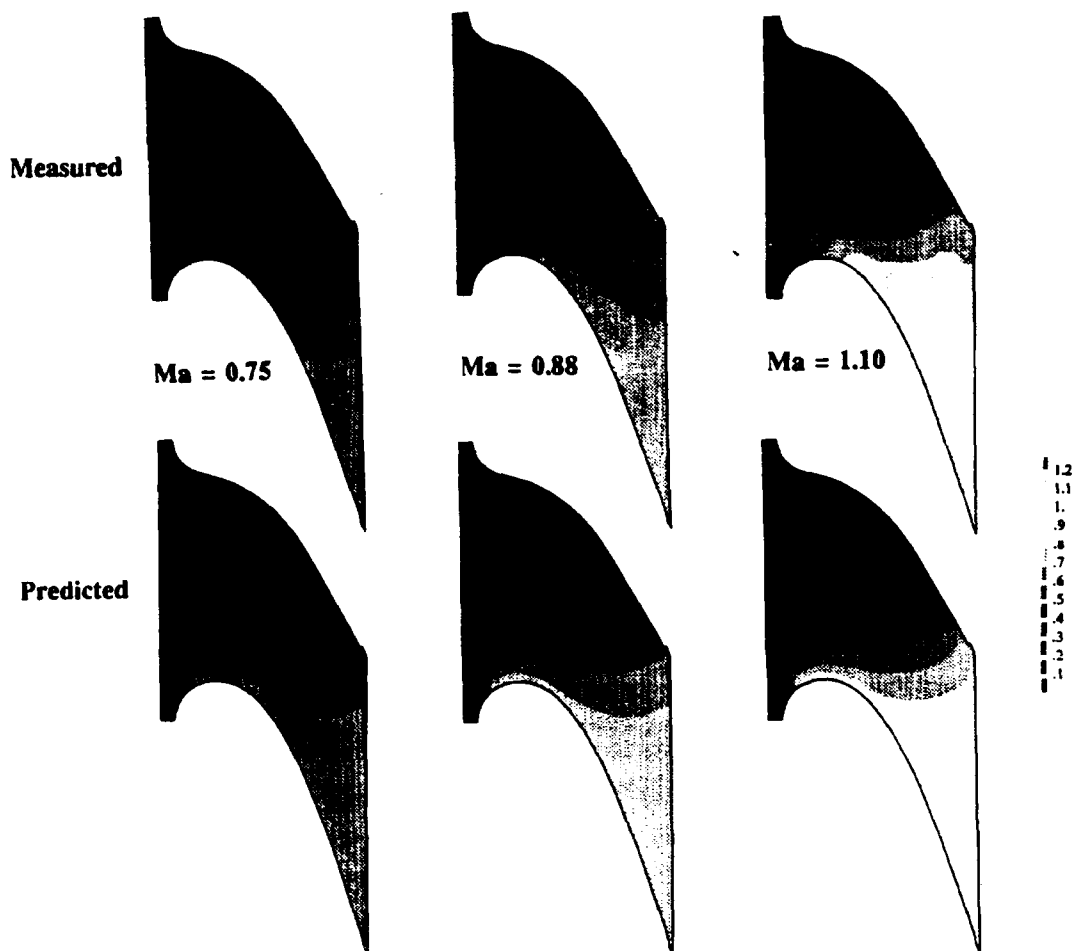 Measured
Ma = 0.75
Ma = 0.88
Ma = 1.10
Predicted
1.2
1.1
1.
.9
.8
.7
.6
.5
.4
.3
.2
.1